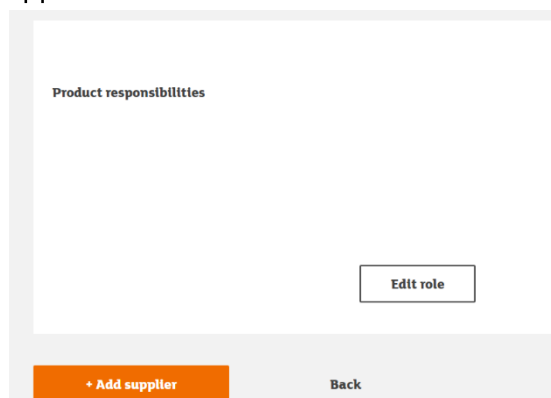 Product responsibilities
Edit role
+ Add supplier
Back